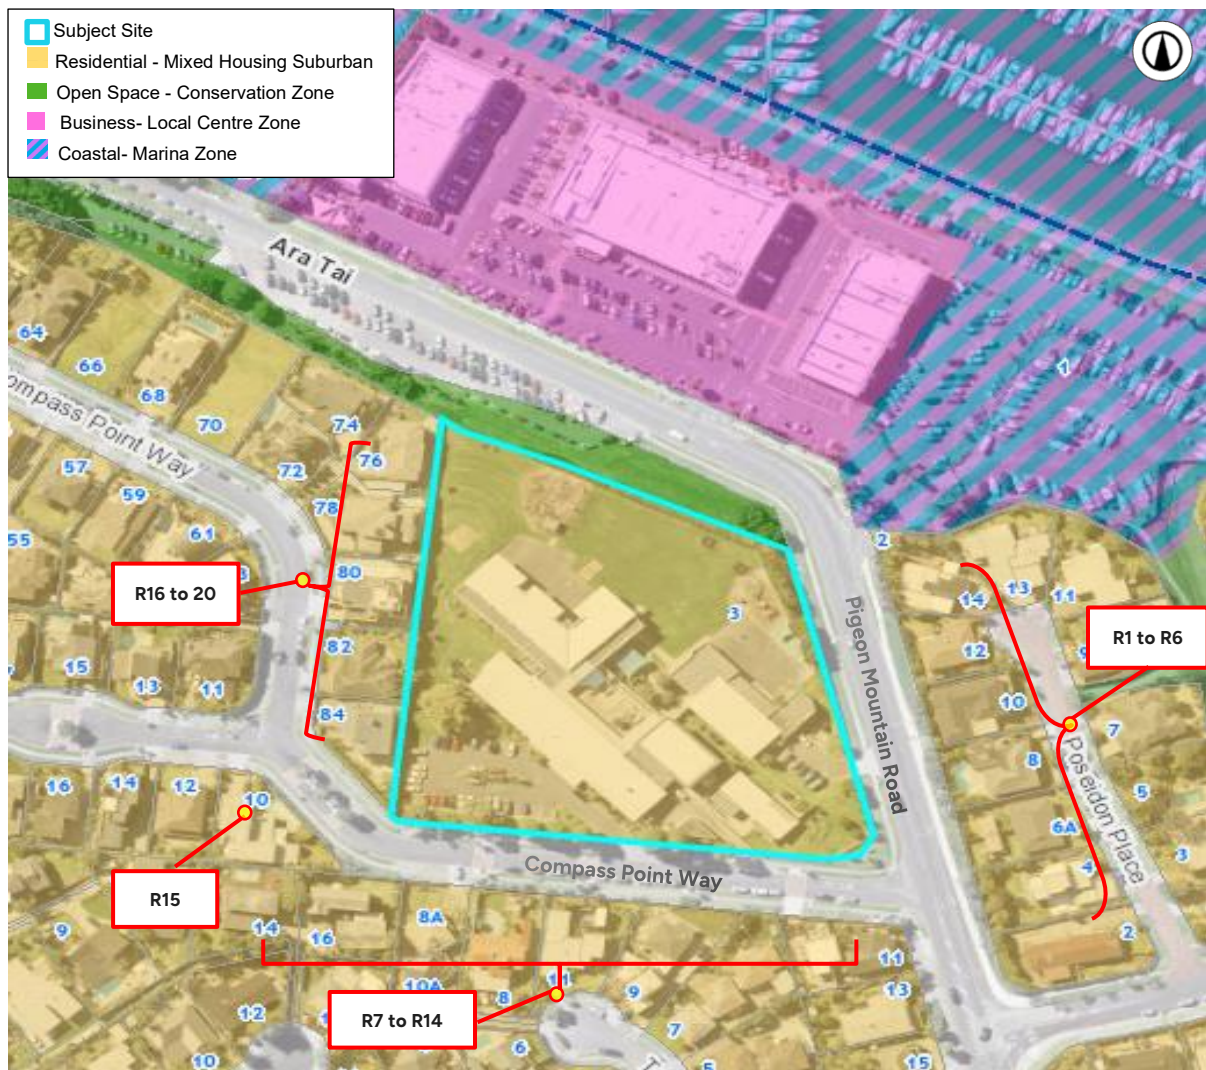 Subject Site
Residential - Mixed Housing Suburban
Open Space - Conservation Zone
Business- Local Centre Zone
Coastal- Marina Zone
Ara Tai
64
66
68
70
74
76
72
78
57
59
61
55
ompass Point Way
80
82
84
R16 to 20
15
13
11
3
2
Pigeon Mountain Road
1
14
13
11
12
10
R1 to R6
7
8
5
6A
4
3
2
Poseidon Place
16
14
12
10
R15
Compass Point Way
9
14
16
8A
11
10A
8
11
9
13
R7 to R14
12
7
10
6
5
15